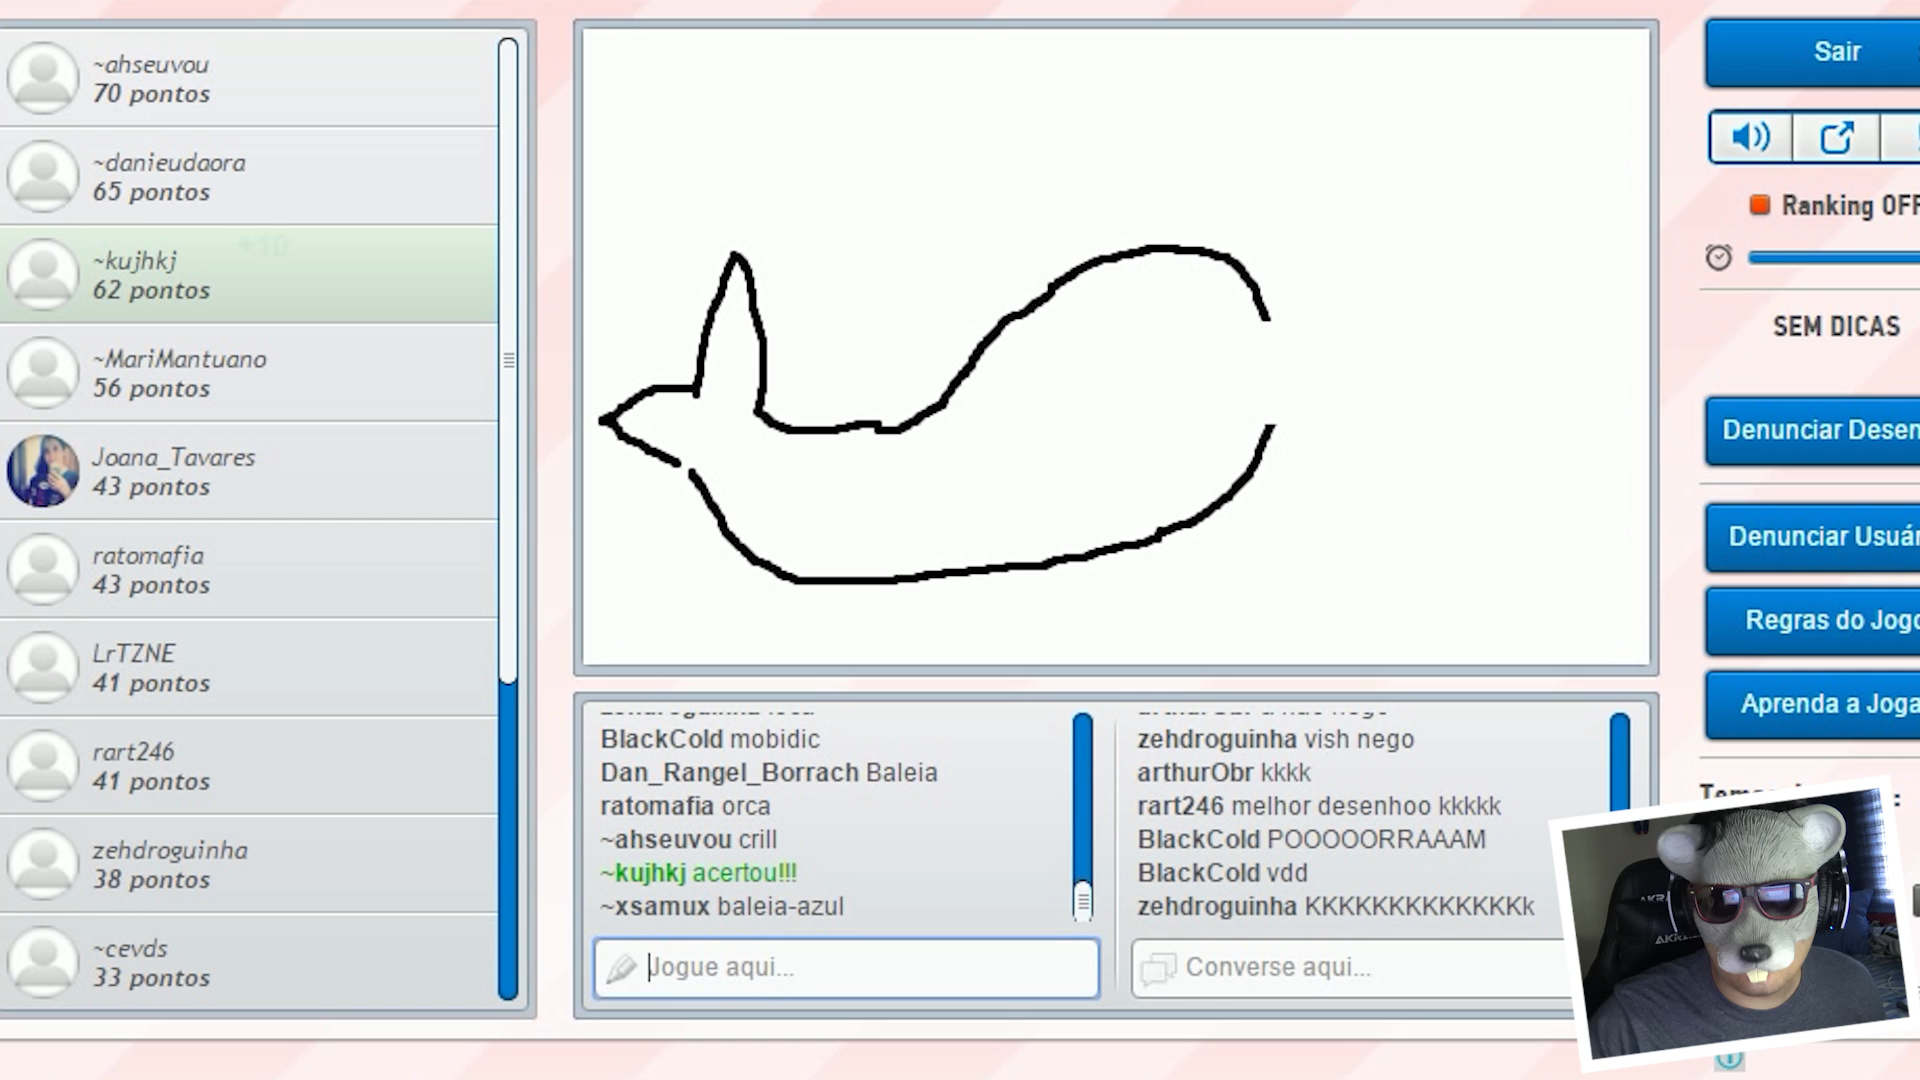 ~ahseuvou
70 pontos
~danieudaora
65 pontos
+10
~kujhkj
62 pontos
~MariMantuano
56 pontos
Joana_Tavares
43 pontos
ratomafia
43 pontos
LrTZNE
41 pontos
rart246
41 pontos
zehdroguinha
38 pontos
~cevds
33 pontos
BlackCold mobidic
Dan_Rangel_Borrach Baleia
ratomafia orca
~ahseuvou crill
~kujhkj acertou!!!
~xsamux baleia-azul
Jogue aqui...
zehdroguinha vish nego
arthurObr kkkk
rart246 melhor desenhoo kkkkk
BlackCold POOOOORRAAAM
BlackCold vdd
zehdroguinha KKKKKKKKKKKKKk
Converse aqui...
Sair
Ranking OFF
SEM DICAS
Denunciar Desen
Denunciar Usuár
Regras do Jogo
Aprenda a Joga